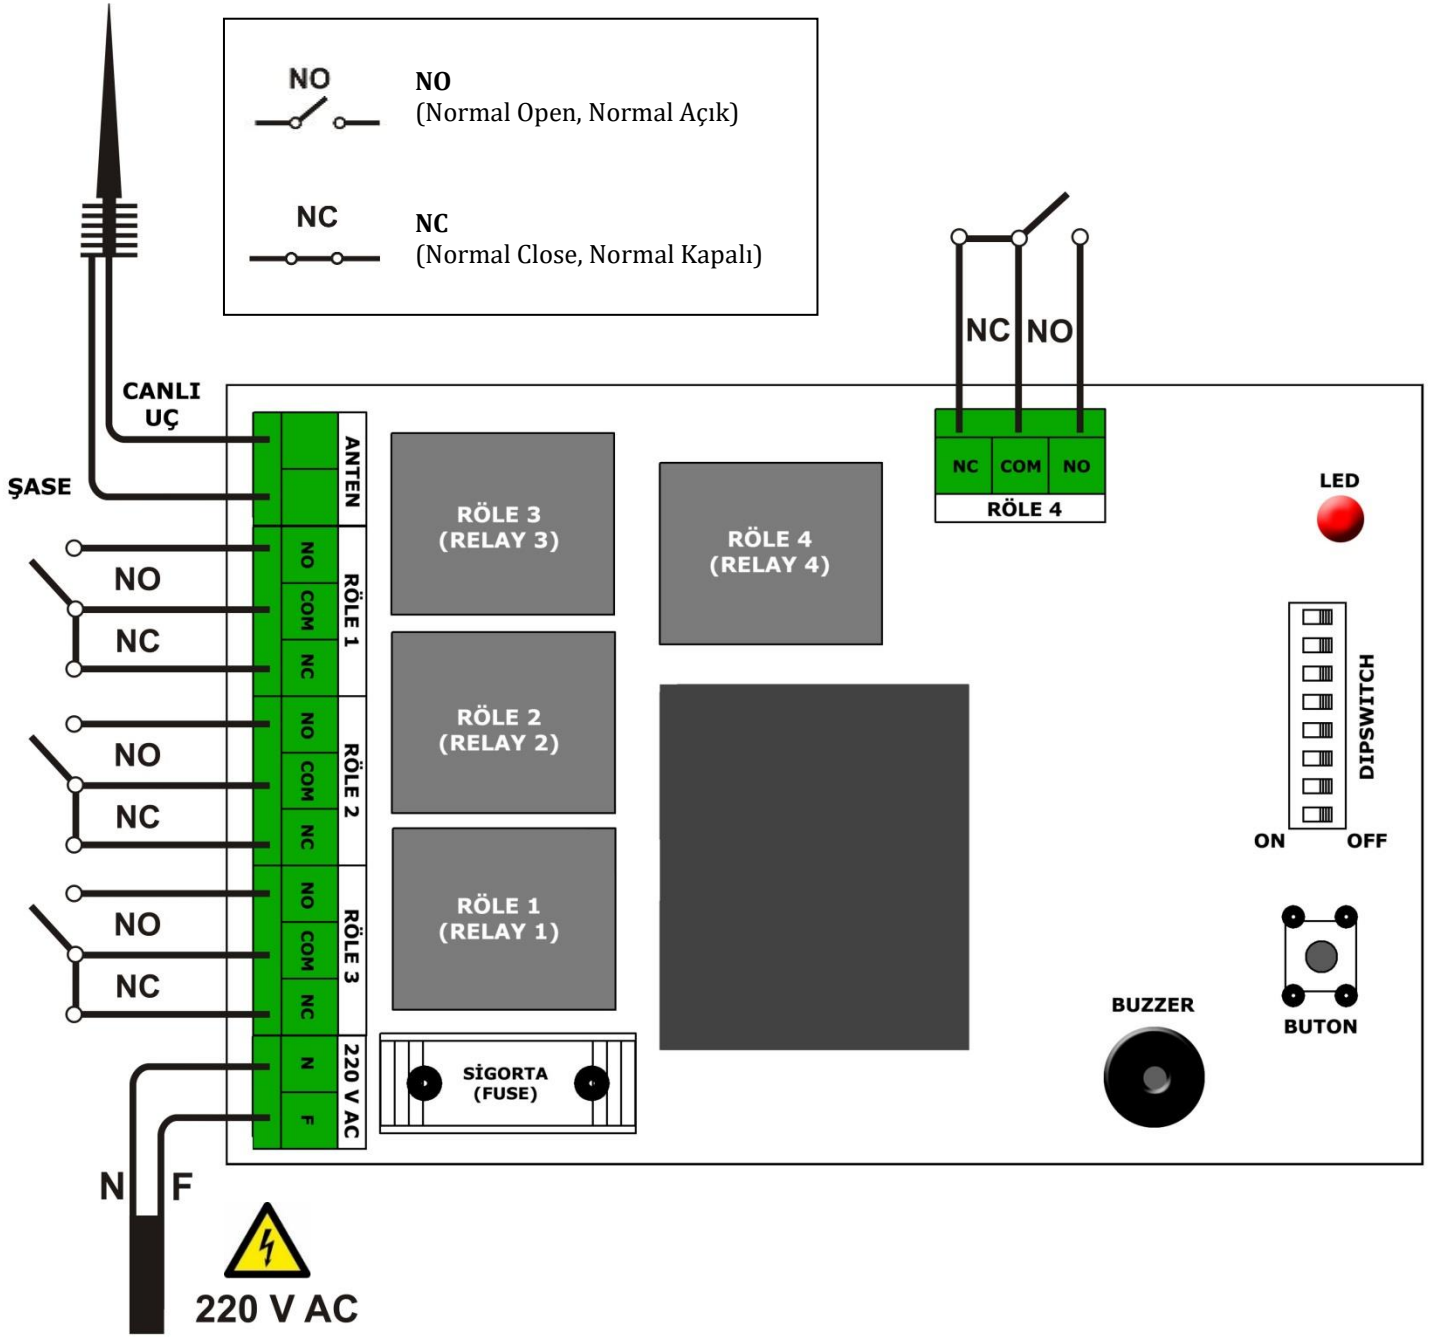 NO
NO
(Normal Open, Normal Açık)
NC
NC
(Normal Close, Normal Kapalı)
NC NO
CANLI
UÇ
ŞASE
ANTEN
NO
NC
NO
COM
NC
RÖLE 1
NO
NC
NO
COM
NC
RÖLE 2
NO
NC
NO
COM
NC
RÖLE 3
N
F
220 V AC
RÖLE 3
(RELAY 3)
RÖLE 2
(RELAY 2)
RÖLE 1
(RELAY 1)
RÖLE 4
(RELAY 4)
NC COM NO
RÖLE 4
LED
DIPSWITCH
ON OFF
BUTON
BUZZER
SİGORTA
(FUSE)
N F
220 V AC